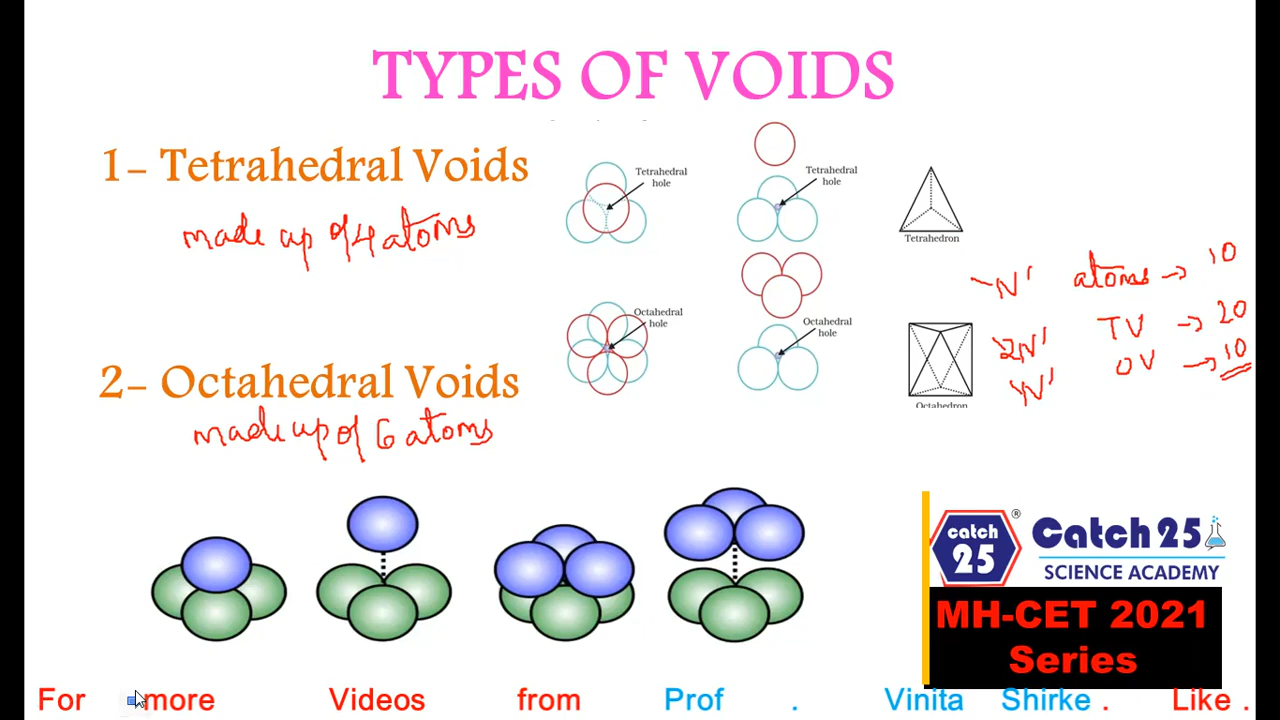 TYPES OF VOIDS
1- Tetrahedral Voids
made up of 4 atoms
Tetrahedral
hole
Tetrahedral
hole
Tetrahedron
'N' atoms → 10
'2N' TV → 20
'N' OV → 10
Octahedral
hole
Octahedral
hole
Octahedron
2- Octahedral Voids
made up of 6 atoms
catch
25
®
Catch 25
SCIENCE ACADEMY
MH-CET 2021
Series
For more Videos from Prof . Vinita Shirke . Like .